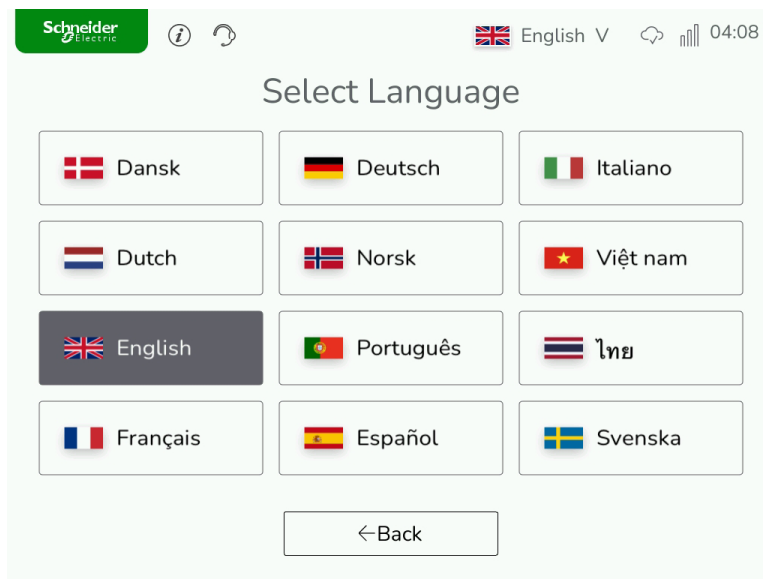 Schneider
Electric
English V
04:08
Select Language
Dansk
Deutsch
Italiano
Dutch
Norsk
Việt nam
English
Português
ไทย
Français
Español
Svenska
←Back